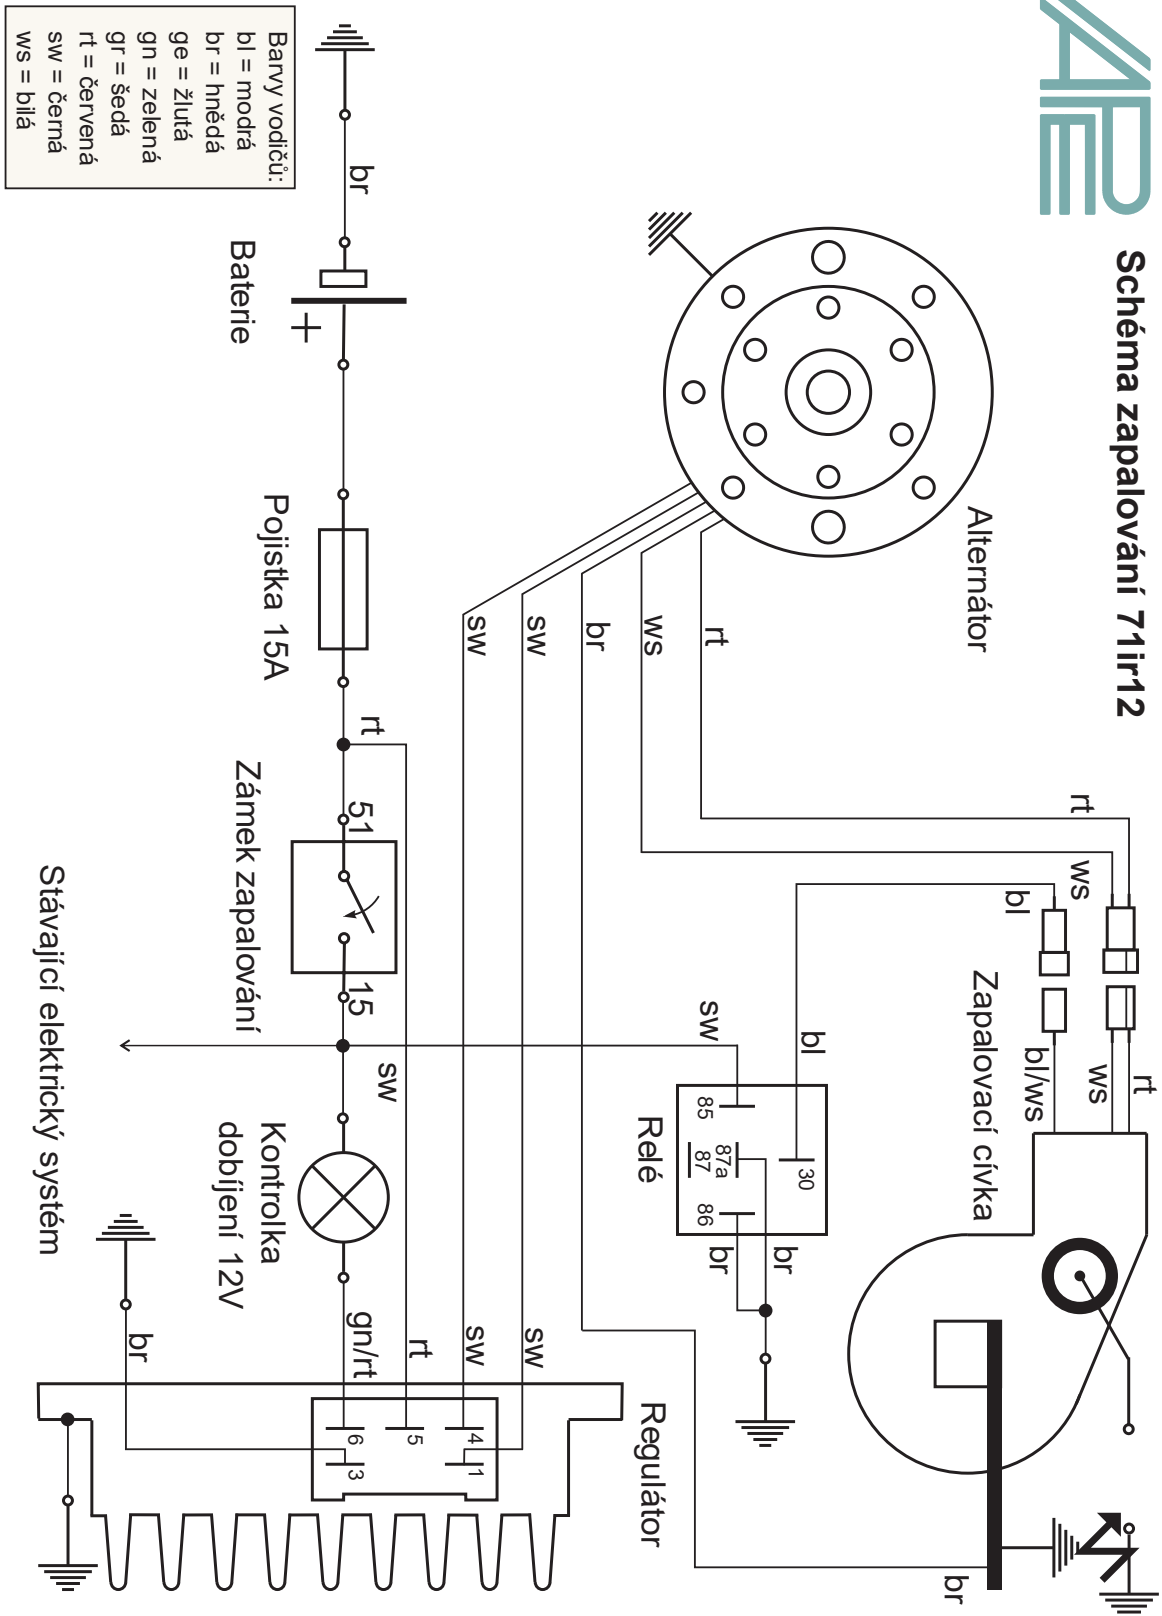 APE
Schéma zapalování 71ir12
Alternátor
rt
ws
br
sw
sw
rt
ws
bl
rt
ws
bl/ws
Zapalovací cívka
bl
sw
30
85
87a
87
86
Relé
br
br
br
Baterie
+
br
Pojistka 15A
rt
51
Zámek zapalování
15
sw
Stávající elektrický systém
Kontrolka
dobíjení 12V
gn/rt
rt
sw
sw
br
Regulátor
4
1
5
6
3
Barvy vodičů:
bl = modrá
br = hnědá
ge = žlutá
gn = zelená
gr = šedá
rt = červená
sw = černá
ws = bílá